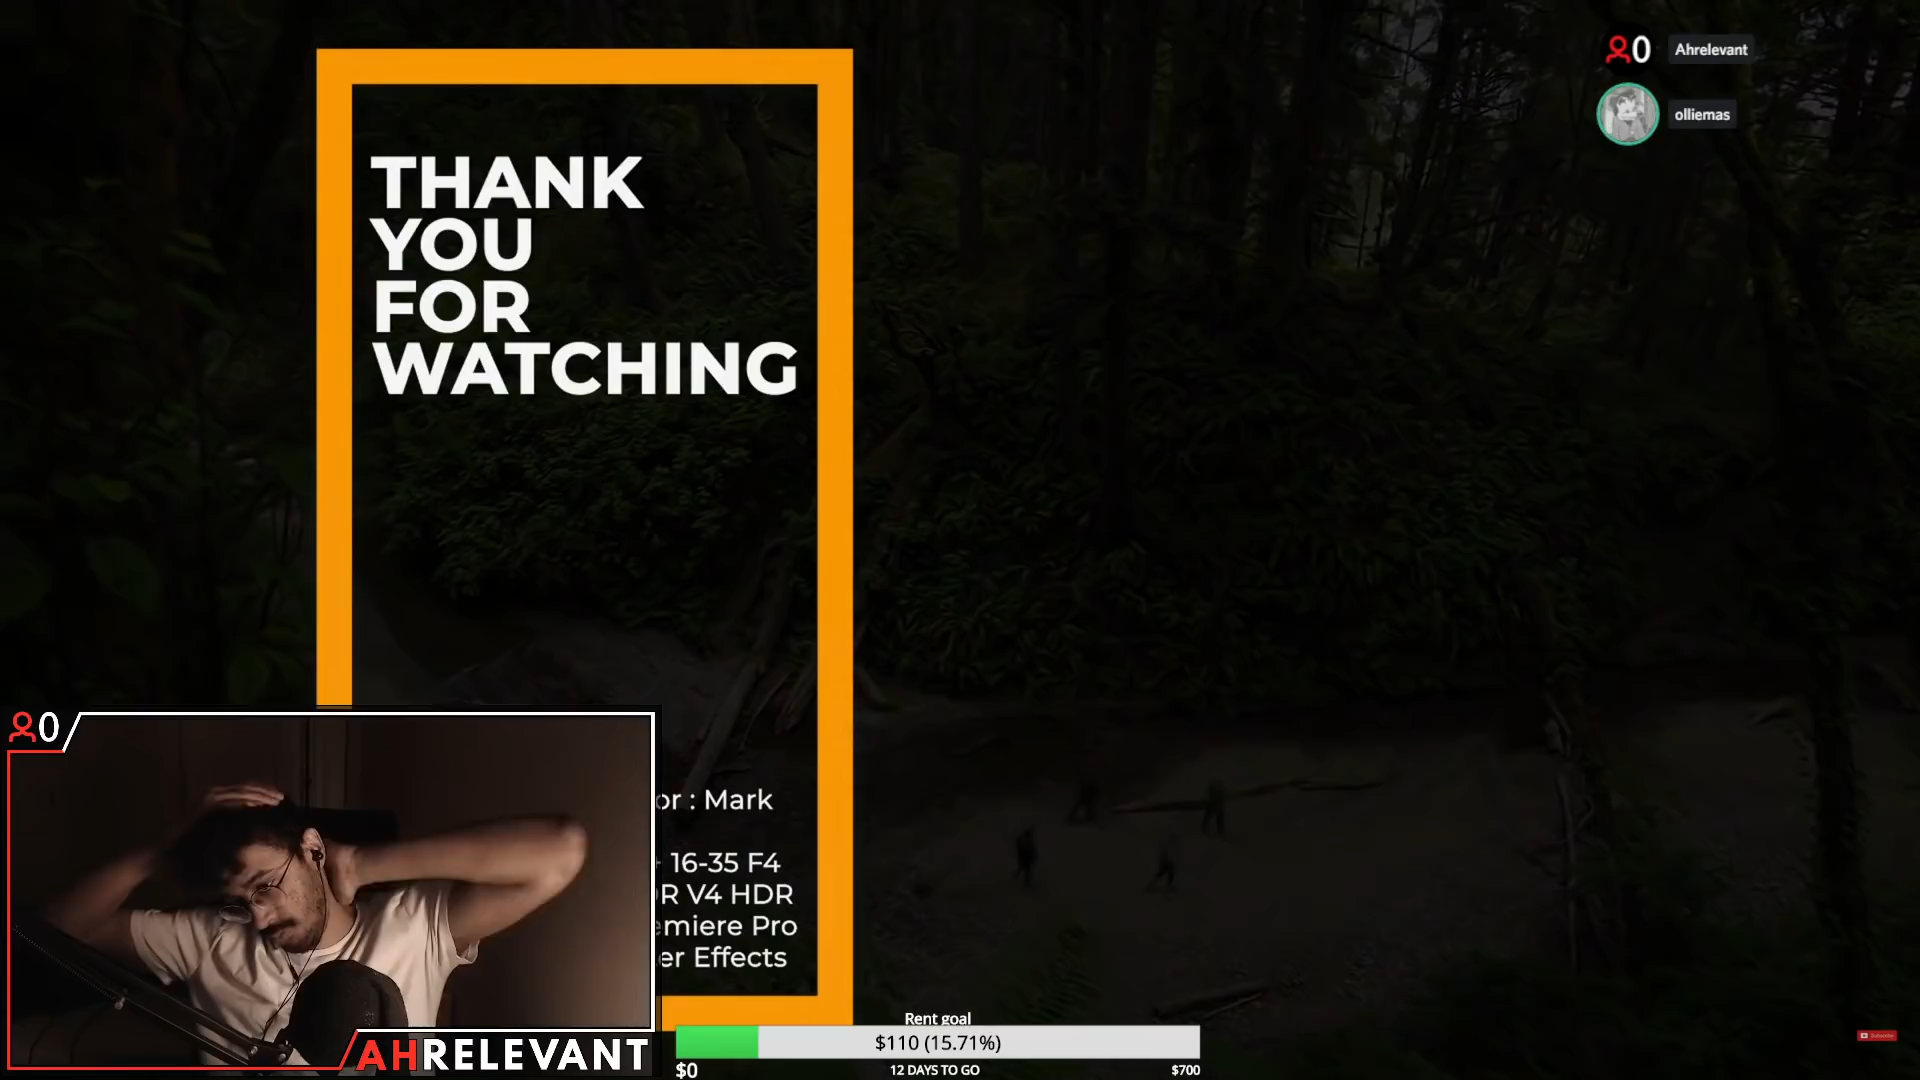 0 Ahrelevant
olliemas
THANK
YOU
FOR
WATCHING
or : Mark
16-35 F4
R V4 HDR
emiere Pro
er Effects
0
AHRELEVANT
Rent goal
$110 (15.71%)
$0 12 DAYS TO GO $700
Subscribe